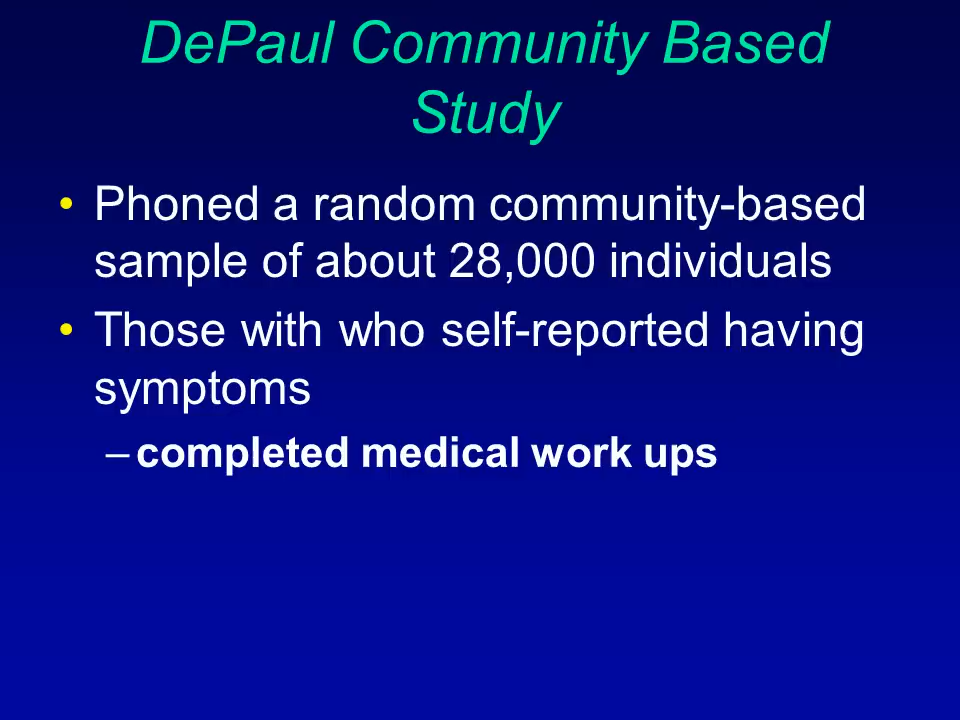 DePaul Community Based
Study
• Phoned a random community-based
sample of about 28,000 individuals
• Those with who self-reported having
symptoms
– completed medical work ups